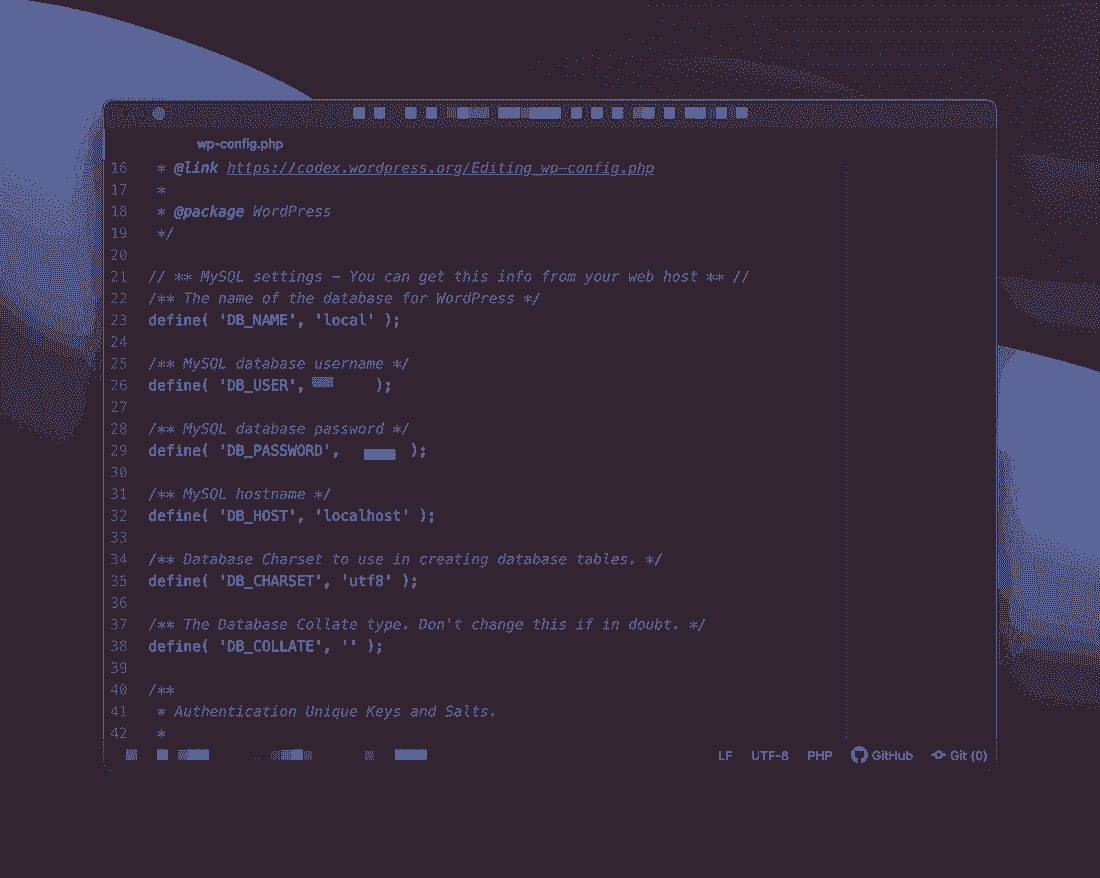 wp-config.php
16 * @link https://codex.wordpress.org/Editing_wp-config.php
17 *
18 * @package WordPress
19 */
20
21 // ** MySQL settings - You can get this info from your web host ** //
22 /** The name of the database for WordPress */
23 define( 'DB_NAME', 'local' );
24
25 /** MySQL database username */
26 define( 'DB_USER', );
27
28 /** MySQL database password */
29 define( 'DB_PASSWORD', );
30
31 /** MySQL hostname */
32 define( 'DB_HOST', 'localhost' );
33
34 /** Database Charset to use in creating database tables. */
35 define( 'DB_CHARSET', 'utf8' );
36
37 /** The Database Collate type. Don't change this if in doubt. */
38 define( 'DB_COLLATE', '' );
39
40 /**
41 * Authentication Unique Keys and Salts.
42 *
LF UTF-8 PHP GitHub Git (0)